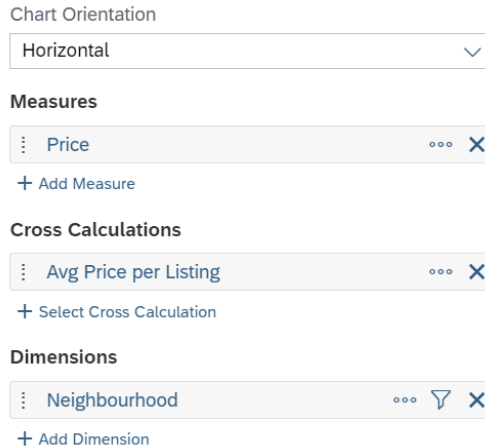 Chart Orientation
Horizontal
Measures
Price
+ Add Measure
Cross Calculations
Avg Price per Listing
+ Select Cross Calculation
Dimensions
Neighbourhood
+ Add Dimension